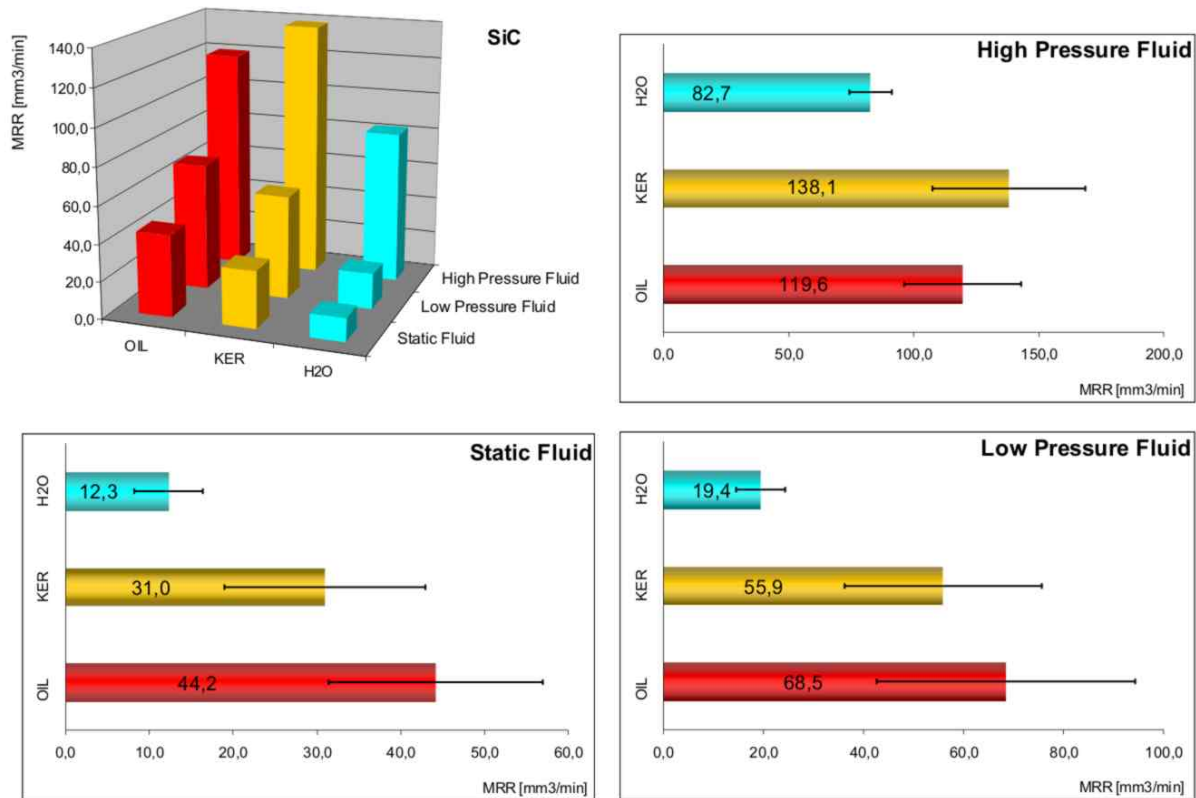 SiC
MRR [mm3/min]
140,0
120,0
100,0
80,0
60,0
40,0
20,0
0,0
OIL
KER
H2O
High Pressure Fluid
Low Pressure Fluid
Static Fluid
High Pressure Fluid
H2O
82,7
KER
138,1
OIL
119,6
0,0 50,0 100,0 150,0 200,0
MRR [mm3/min]
Static Fluid
H2O
12,3
KER
31,0
OIL
44,2
0,0 10,0 20,0 30,0 40,0 50,0 60,0
MRR [mm3/min]
Low Pressure Fluid
H2O
19,4
KER
55,9
OIL
68,5
0,0 20,0 40,0 60,0 80,0 100,0
MRR [mm3/min]